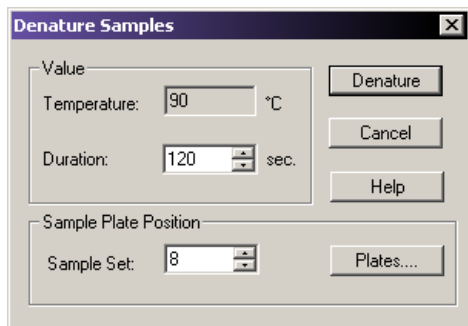 Denature Samples
Value
Temperature: 90 °C
Denature
Duration: 120 sec.
Cancel
Help
Sample Plate Position
Sample Set: 8
Plates....